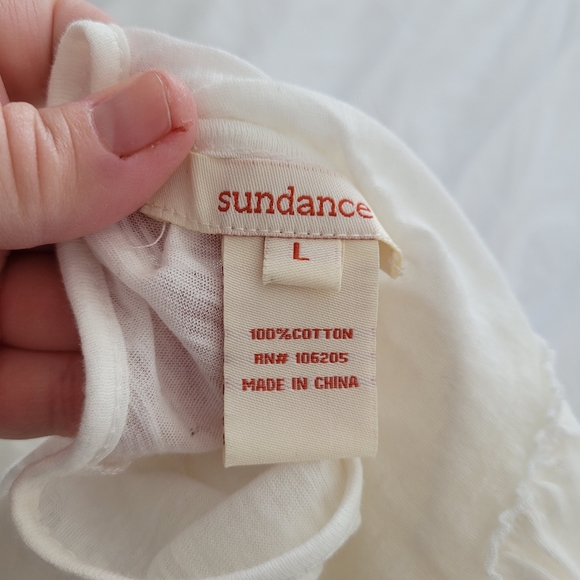 sundance
L
100%COTTON
RN# 106205
MADE IN CHINA